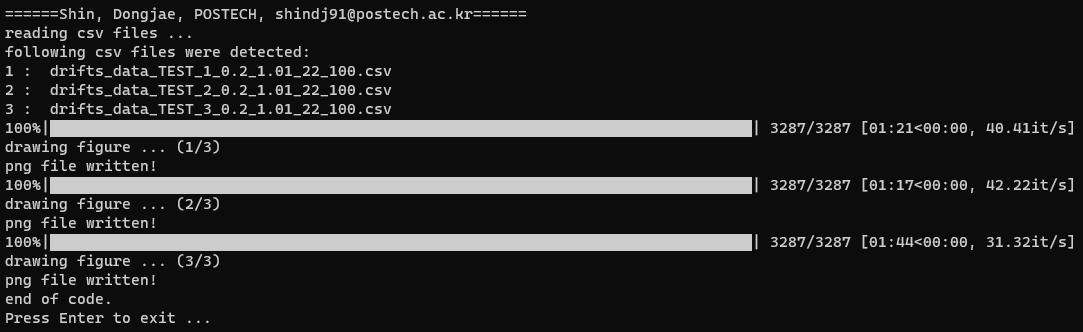 ======Shin, Dongjae, POSTECH, shindj91@postech.ac.kr======
reading csv files ...
following csv files were detected:
1 :  drifts_data_TEST_1_0.2_1.01_22_100.csv
2 :  drifts_data_TEST_2_0.2_1.01_22_100.csv
3 :  drifts_data_TEST_3_0.2_1.01_22_100.csv
100%|██████████| 3287/3287 [01:21<00:00, 40.41it/s]
drawing figure ... (1/3)
png file written!
100%|██████████| 3287/3287 [01:17<00:00, 42.22it/s]
drawing figure ... (2/3)
png file written!
100%|██████████| 3287/3287 [01:44<00:00, 31.32it/s]
drawing figure ... (3/3)
png file written!
end of code.
Press Enter to exit ...